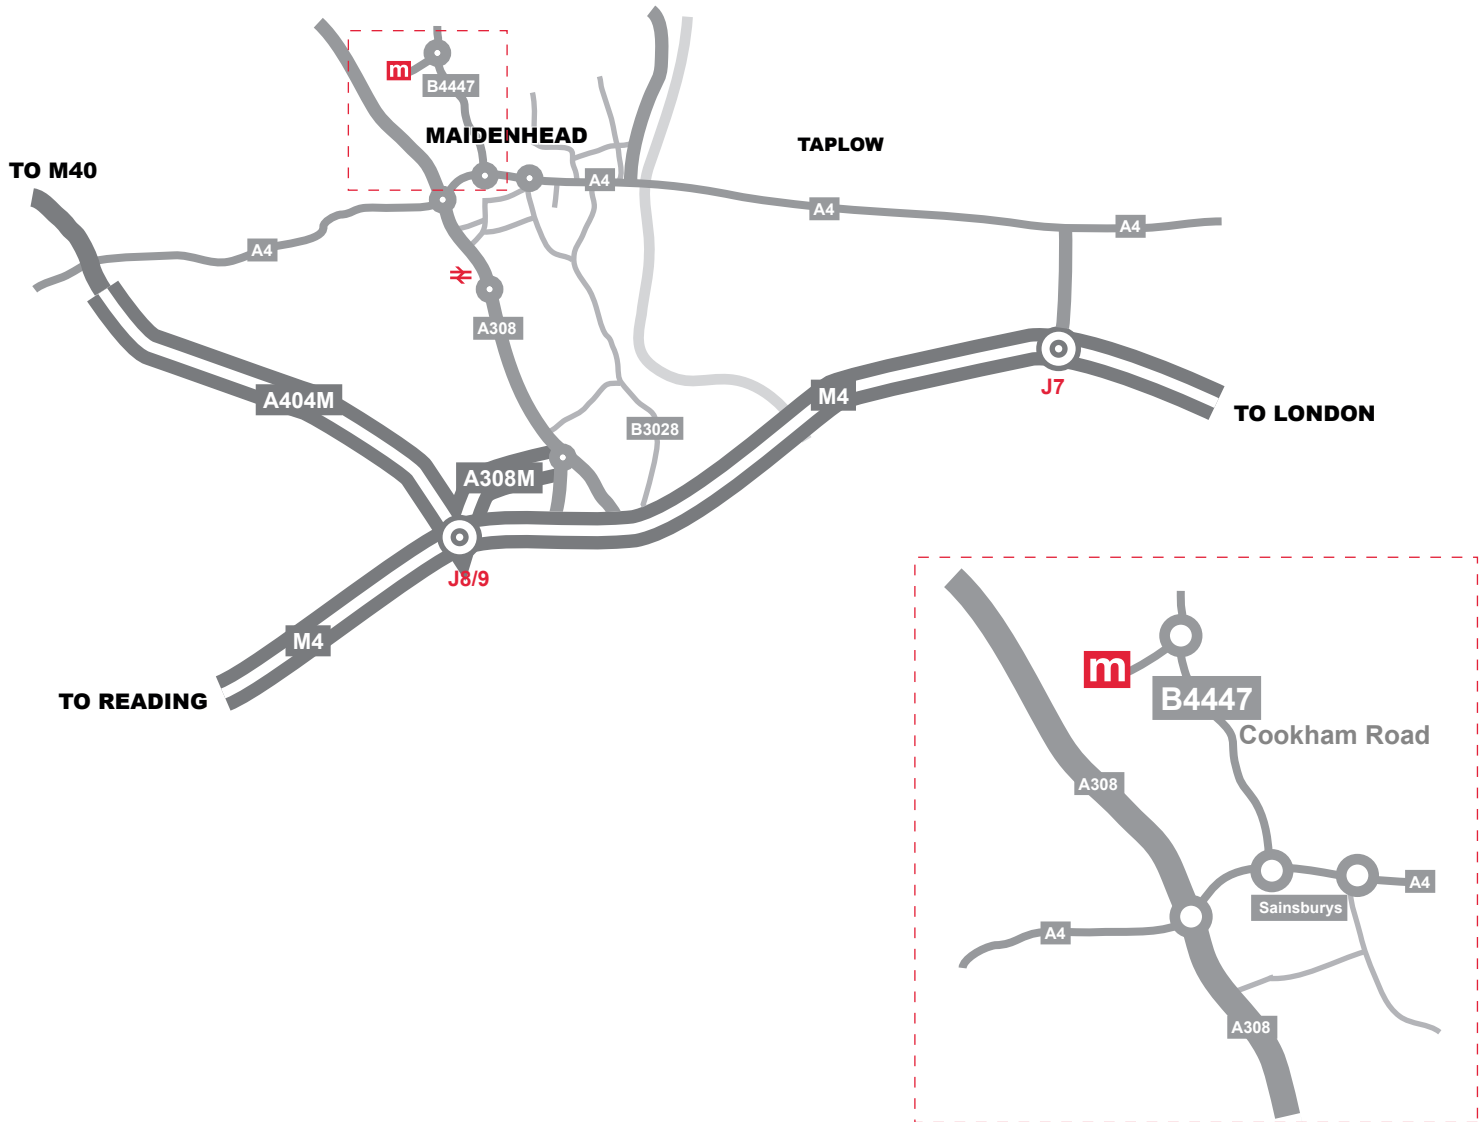 m
B4447
MAIDENHEAD
TAPLOW
TO M40
A4
A4
A4
A4
A308
J7
M4
A404M
TO LONDON
B3028
A308M
J8/9
M4
TO READING
m
B4447
Cookham Road
A308
A4
Sainsburys
A4
A308